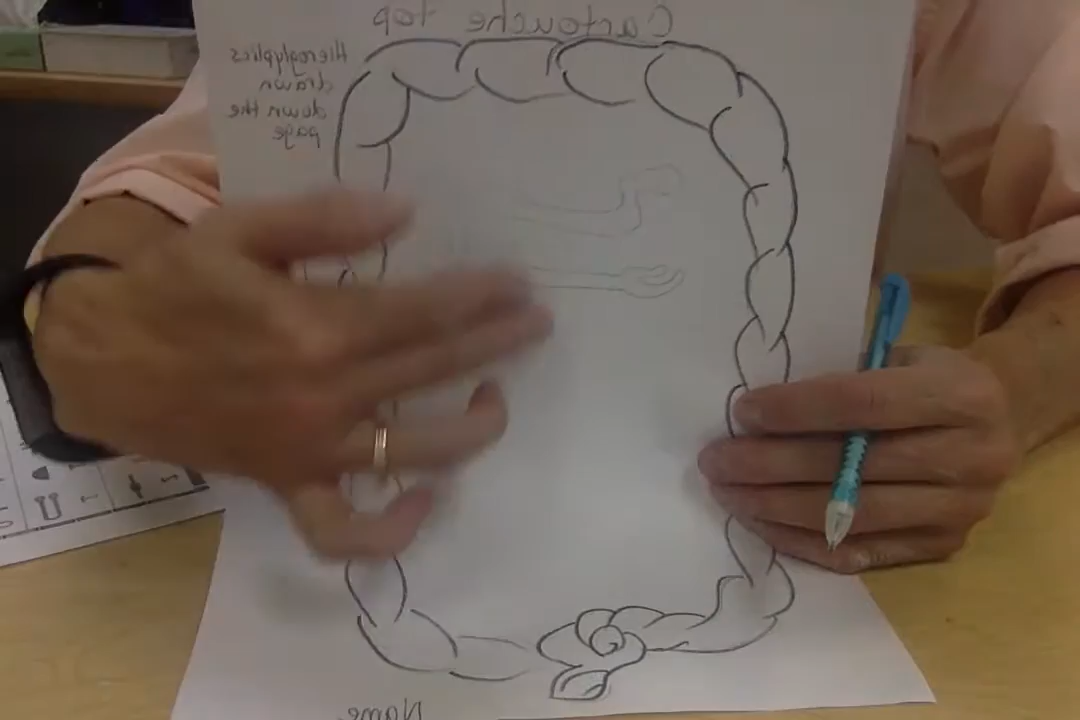 Cartouche top
Hieroglyphics
drawn
down the
page
Name